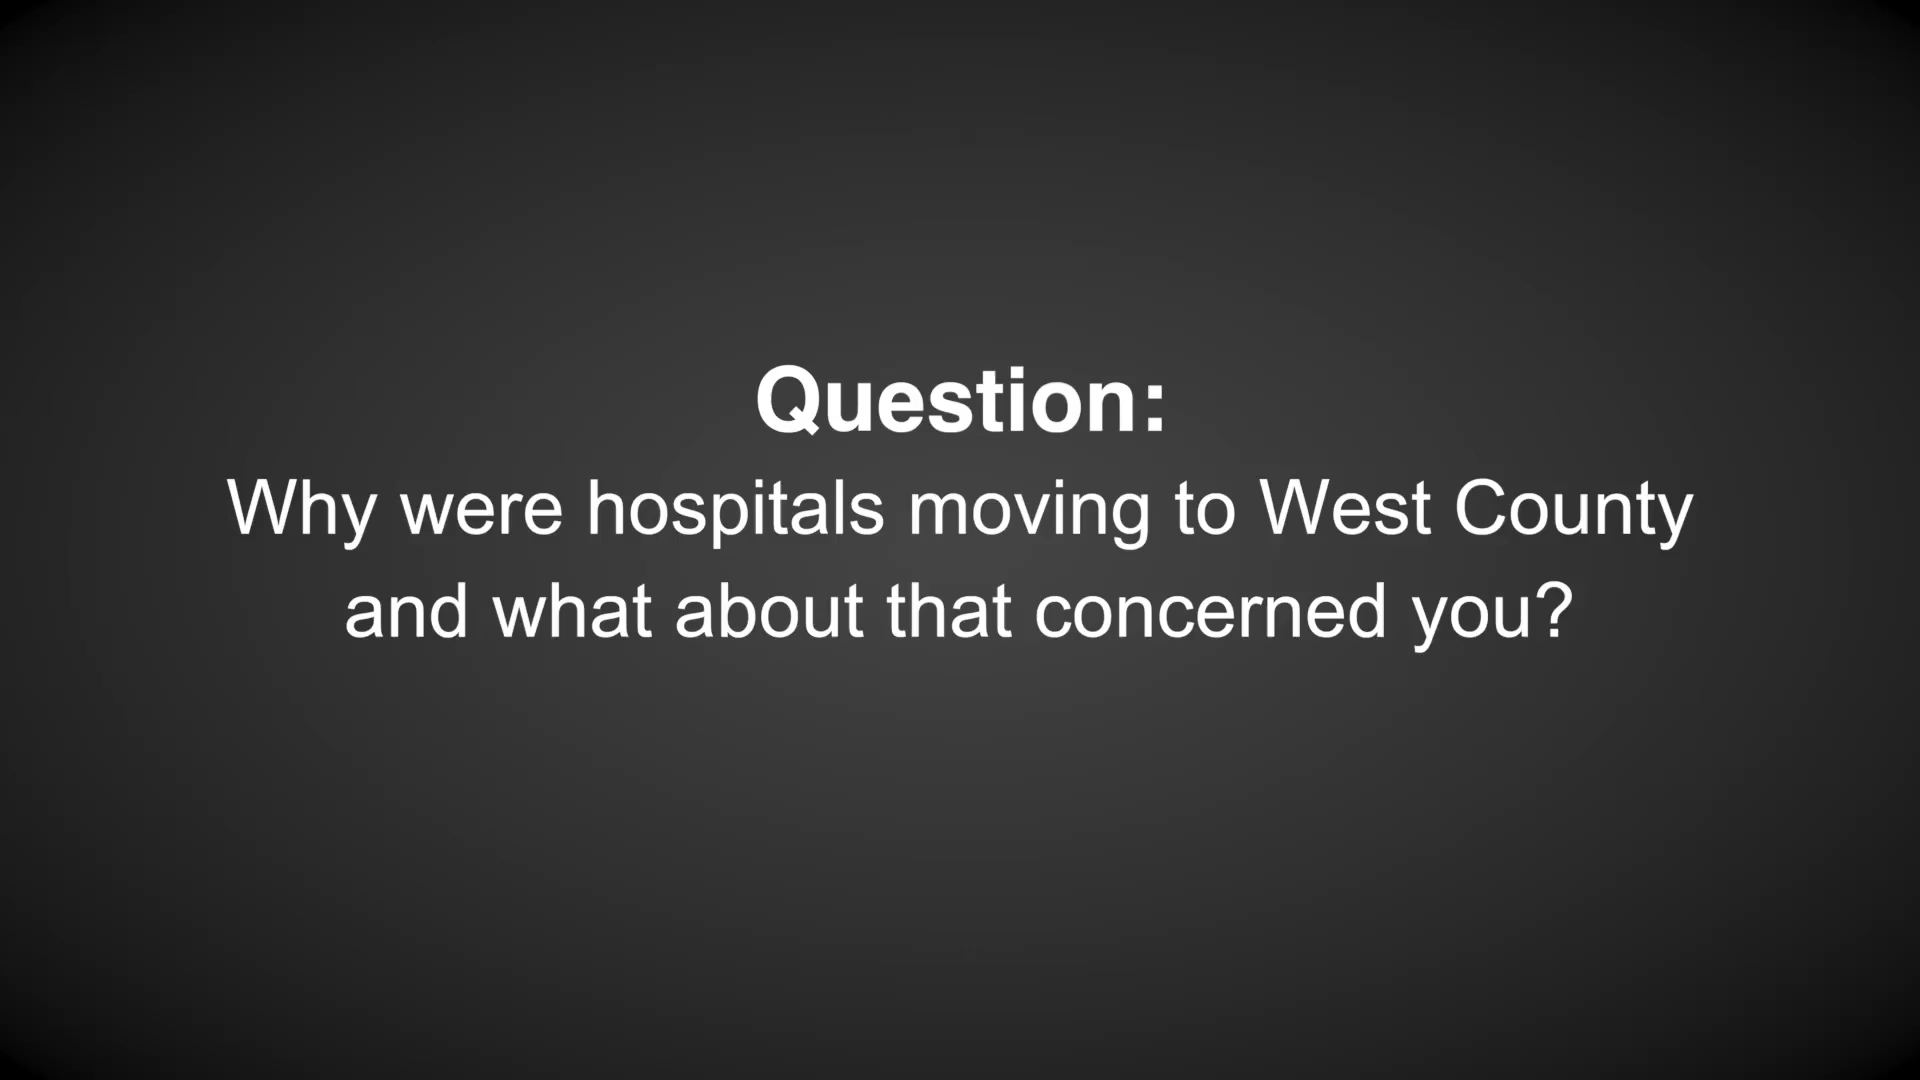 Question:
Why were hospitals moving to West County
and what about that concerned you?